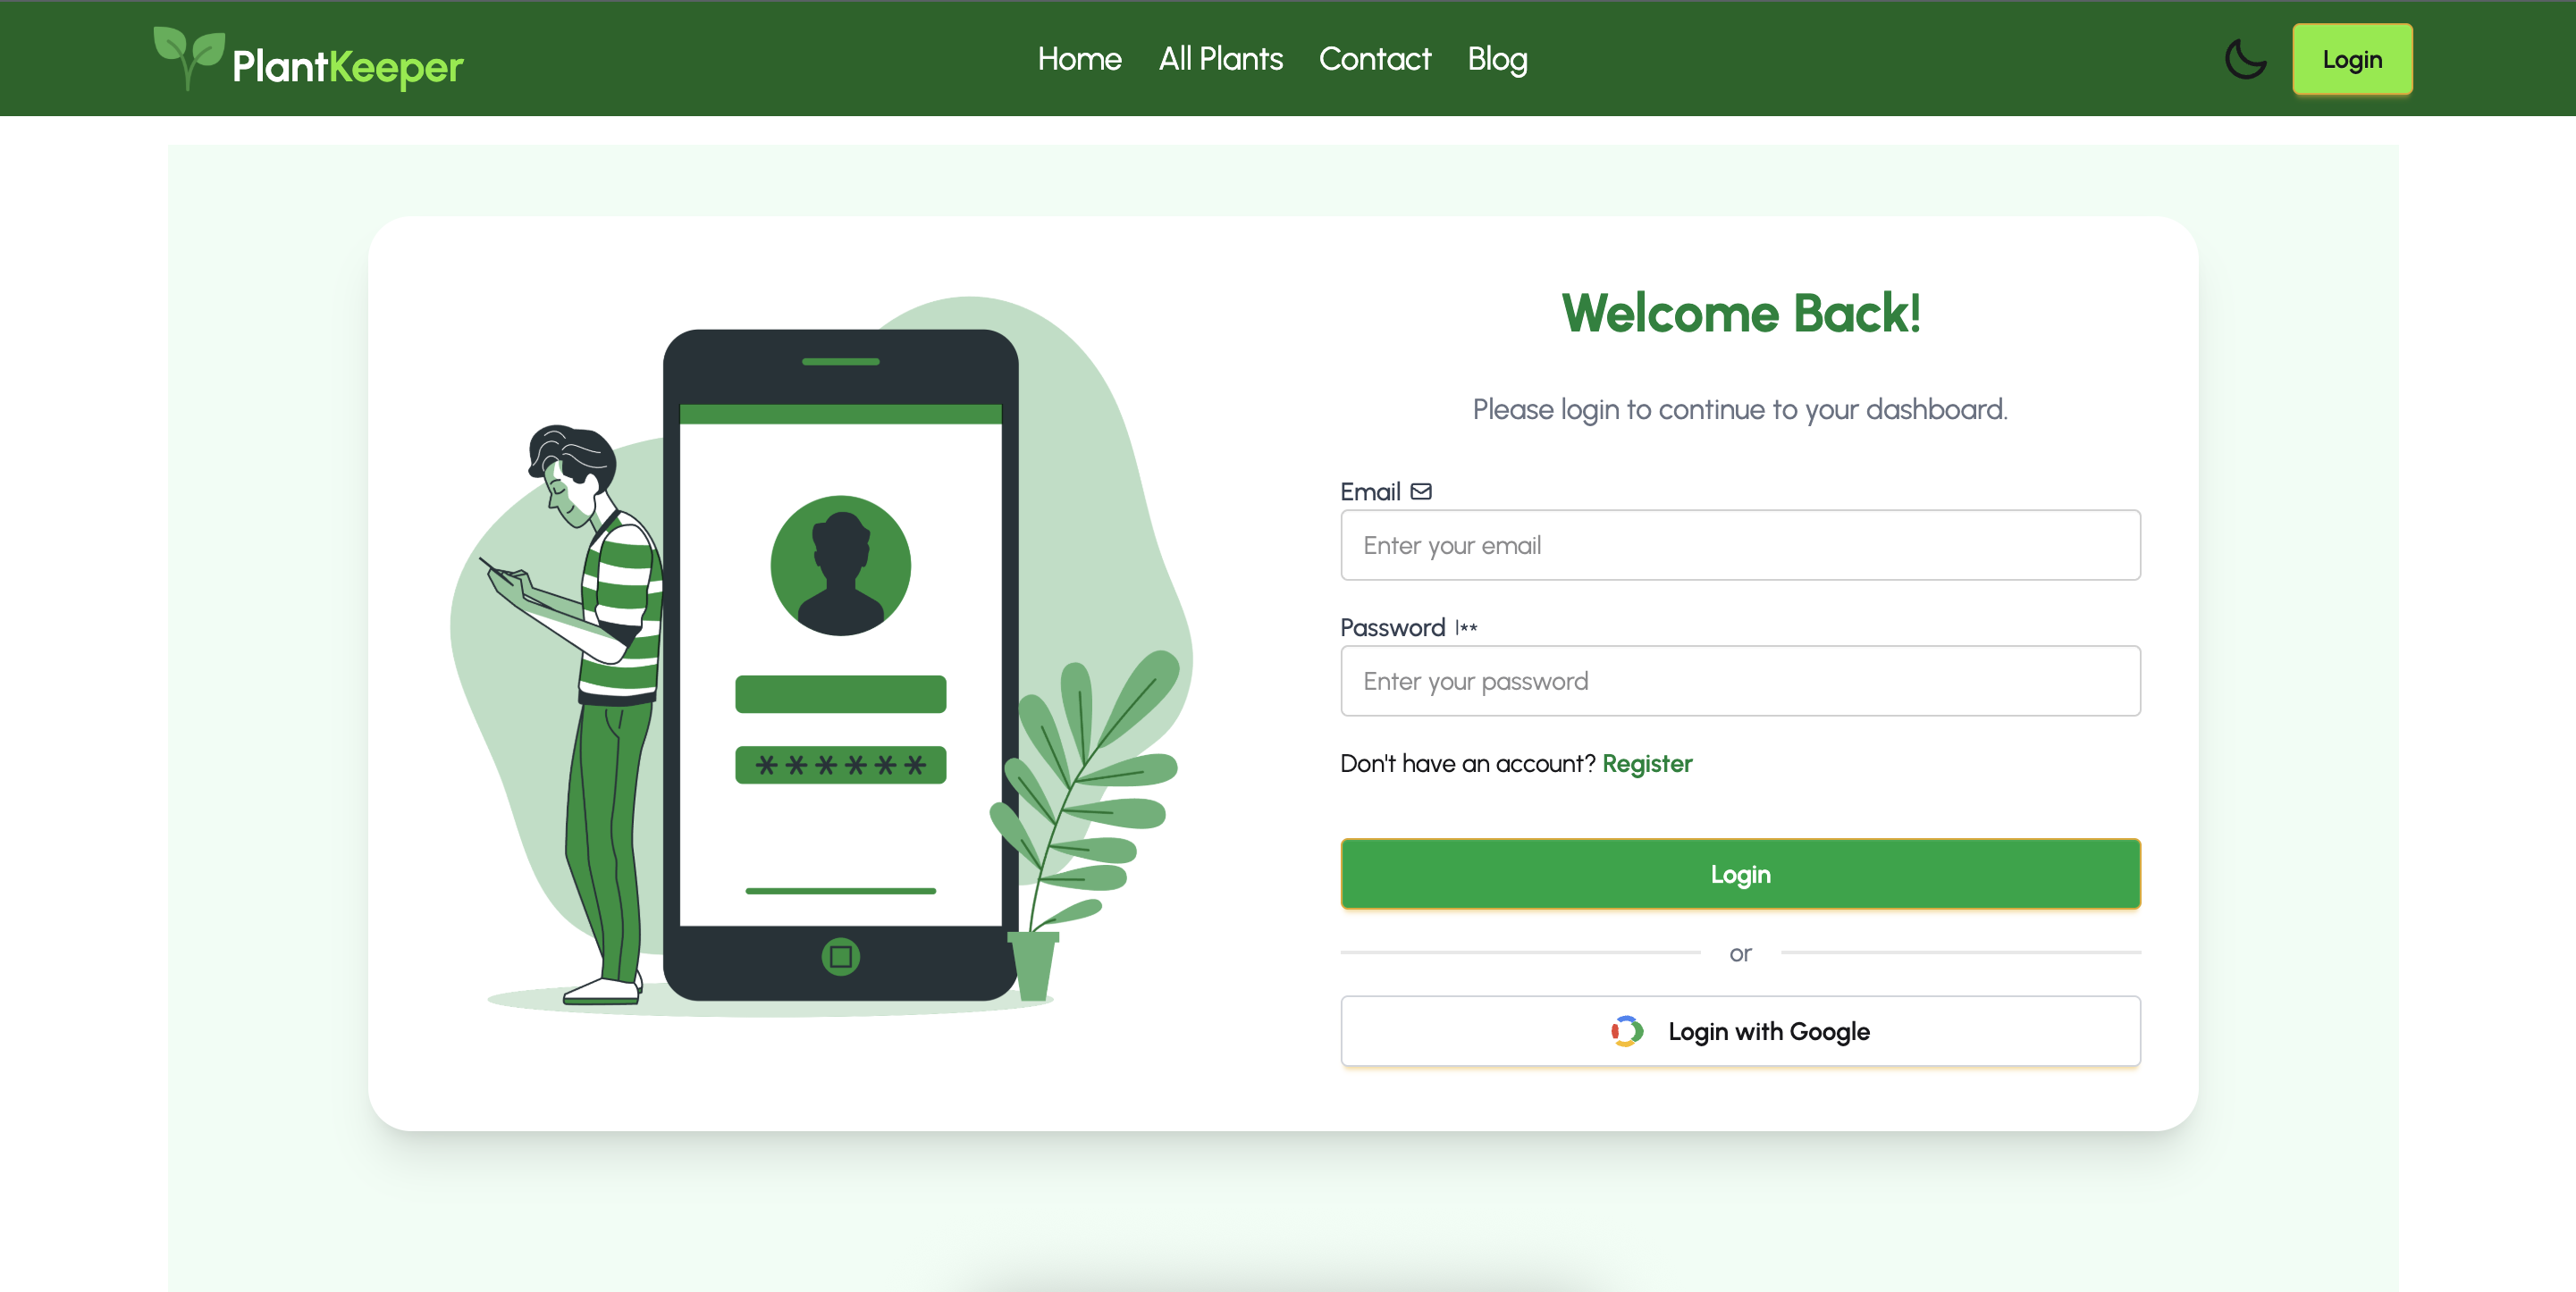 PlantKeeper
Home All Plants Contact Blog
Login
Welcome Back!
Please login to continue to your dashboard.
Email
Enter your email
Password |**
Enter your password
Don't have an account? Register
Login
or
Login with Google
******